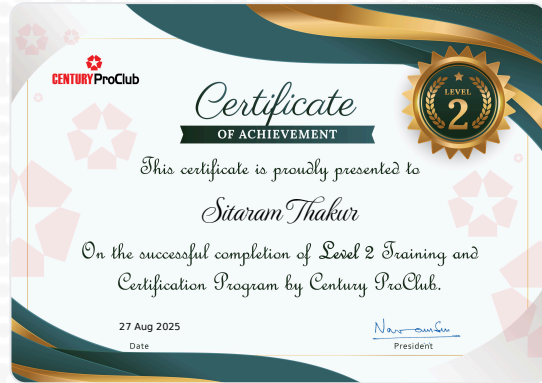 CENTURY ProClub
LEVEL
2
Certificate
OF ACHIEVEMENT
This certificate is proudly presented to
Sitaram Thakur
On the successful completion of Level 2 Training and
Certification Program by Century ProClub.
27 Aug 2025
Date
President